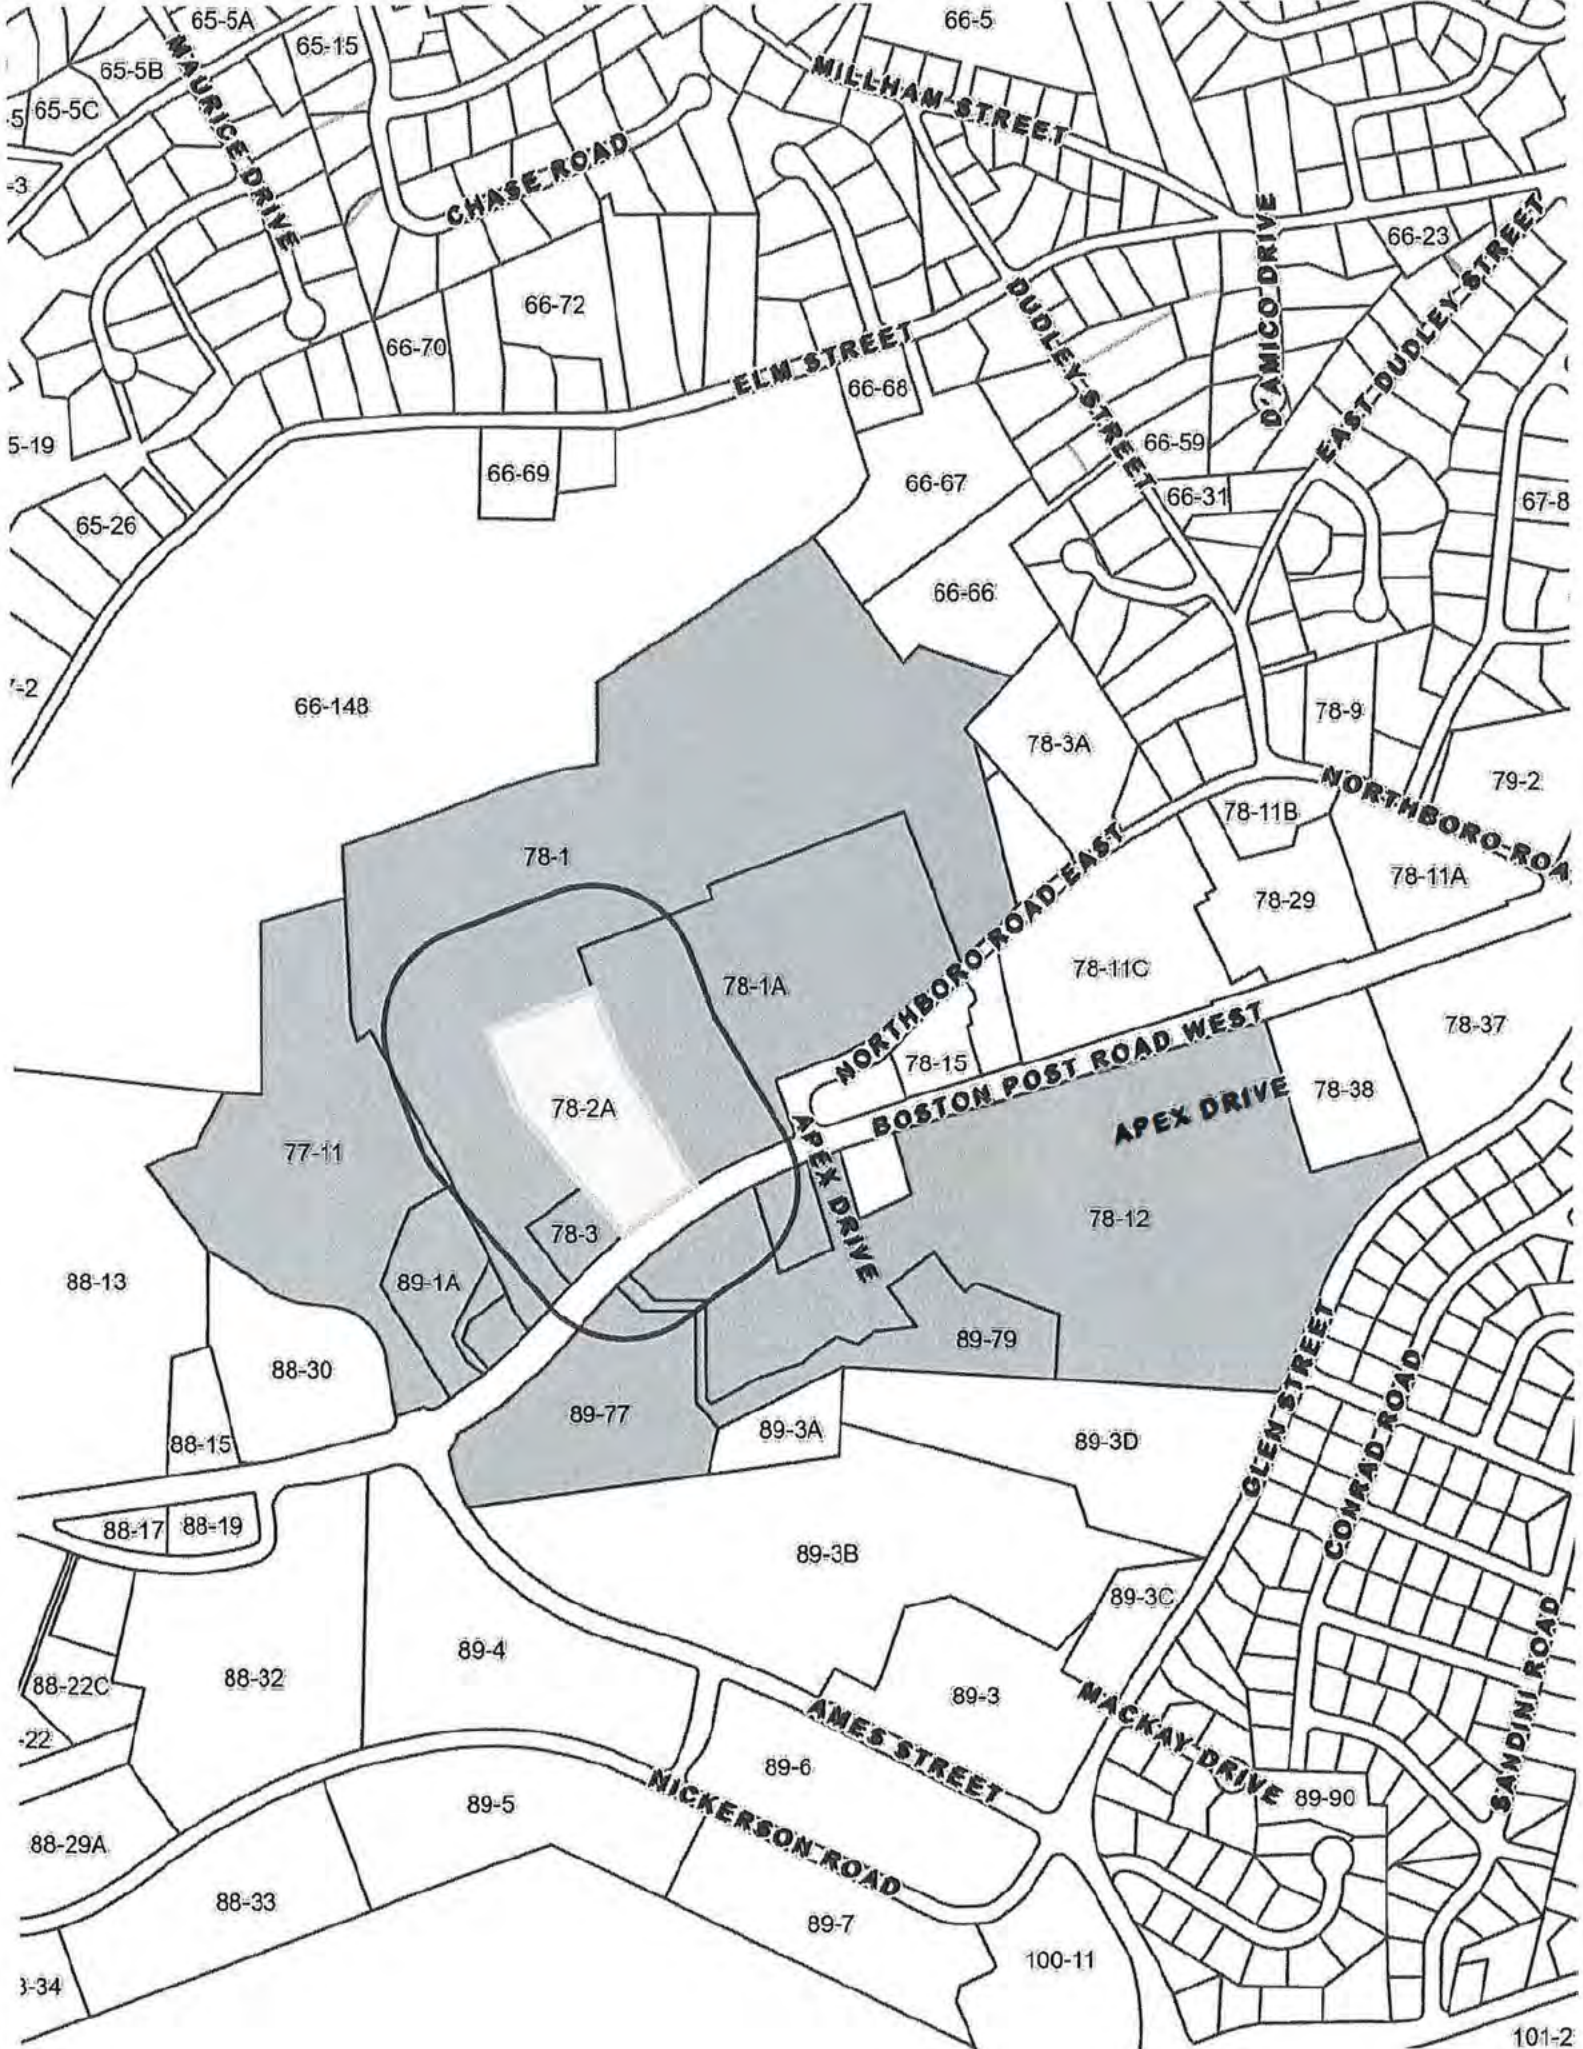 65-5A
66-5
65-15
65-5B
MAURICE DRIVE
MILLHAM STREET
65-5C
-5
CHASE ROAD
-3
D'AMICO DRIVE
66-23
EAST DUDLEY STREET
66-72
DUDLEY STREET
66-70
ELM STREET
66-68
5-19
66-59
66-69
66-67
66-31
67-8
65-26
66-66
-2
66-148
78-9
78-3A
79-2
NORTHBORO ROA
78-11B
78-1
78-11A
78-29
NORTHBORO ROAD EAST
78-11C
78-1A
78-37
78-15
BOSTON POST ROAD WEST
78-38
78-2A
APEX DRIVE
77-11
APEX DRIVE
78-12
78-3
88-13
89-1A
89-79
88-30
GLEN STREET
CONRAD ROAD
89-77
89-3A
89-3D
88-15
88-17
88-19
89-3B
89-3C
89-4
88-32
88-22C
SANDINI ROAD
89-3
MACKAY DRIVE
-22
AMES STREET
89-6
89-90
89-5
NICKERSON ROAD
88-29A
88-33
89-7
100-11
-34
101-2